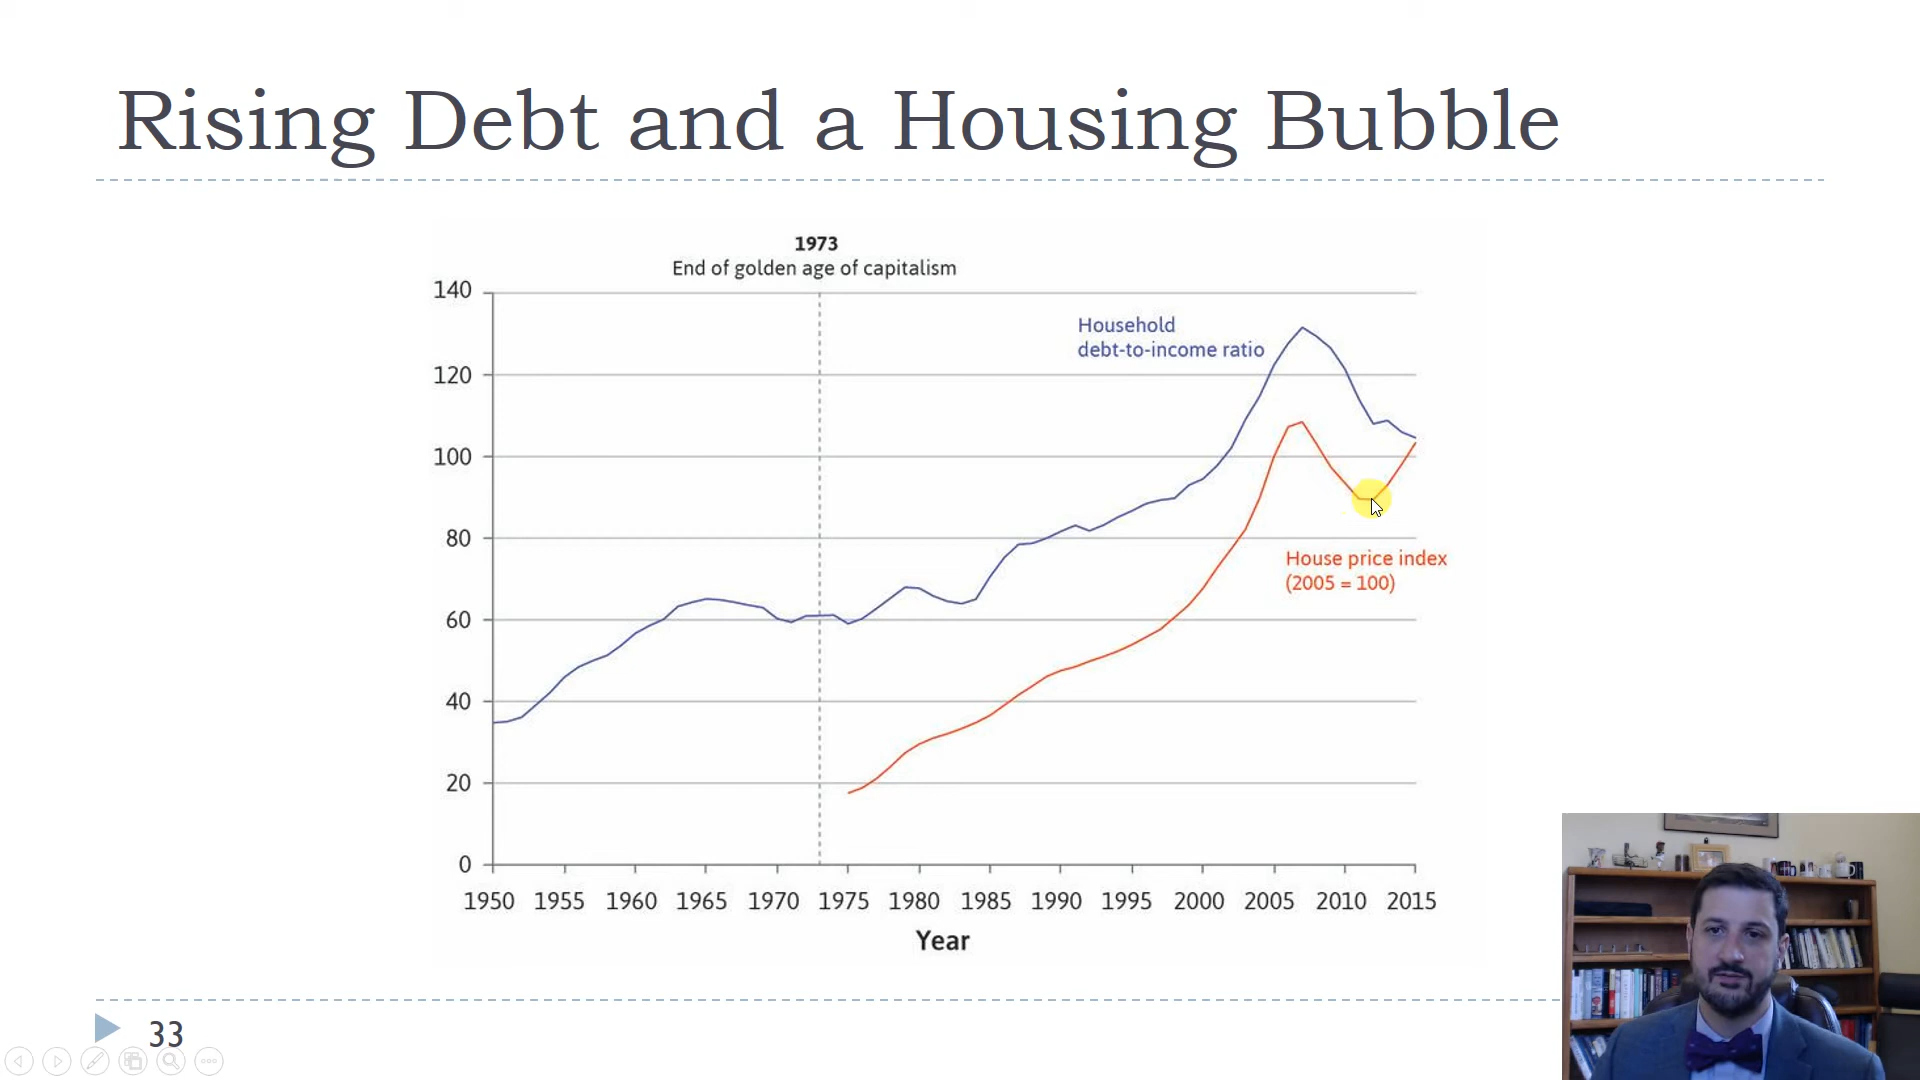 Rising Debt and a Housing Bubble
1973
End of golden age of capitalism
140
120
100
80
60
40
20
0
Household
debt-to-income ratio
House price index
(2005 = 100)
1950 1955 1960 1965 1970 1975 1980 1985 1990 1995 2000 2005 2010 2015
Year
33